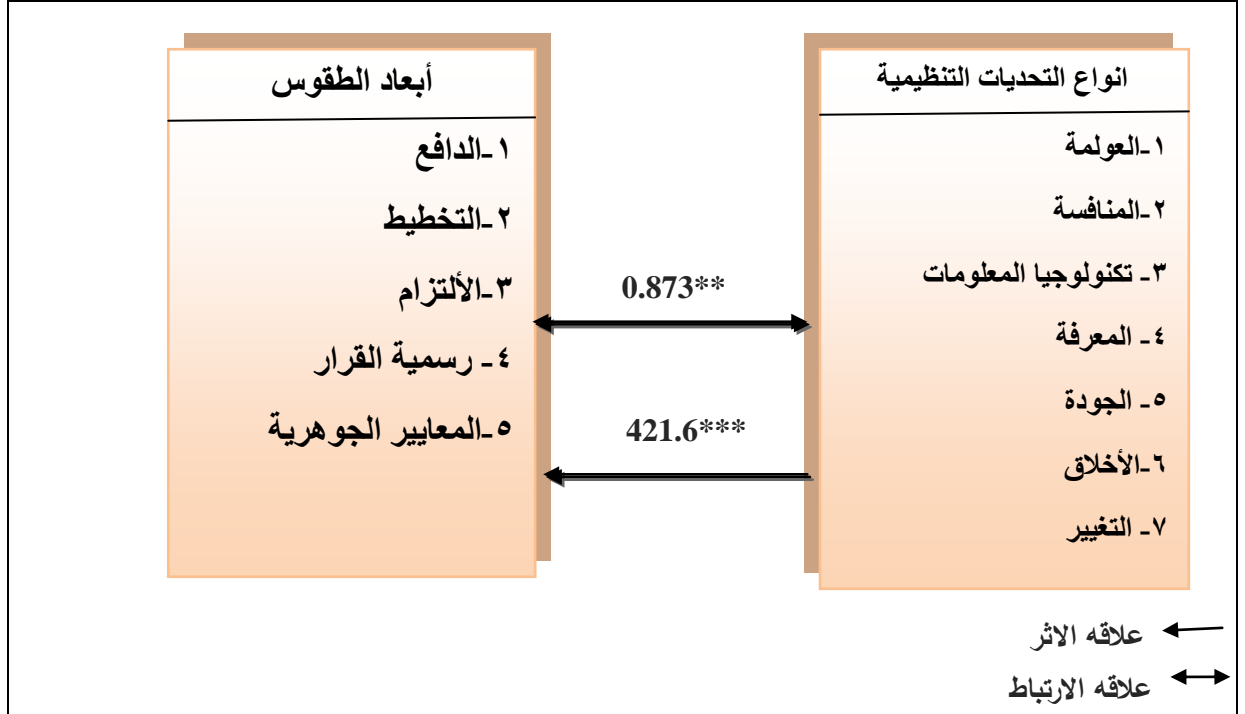 انواع التحديات التنظيمية
١-العولمة
٢-المنافسة
٣- تكنولوجيا المعلومات
٤- المعرفة
٥- الجودة
٦-الأخلاق
٧- التغيير
0.873**
421.6***
أبعاد الطقوس
١-الدافع
٢-التخطيط
٣-الألتزام
٤- رسمية القرار
٥-المعايير الجوهرية
علاقه الاثر
علاقه الارتباط